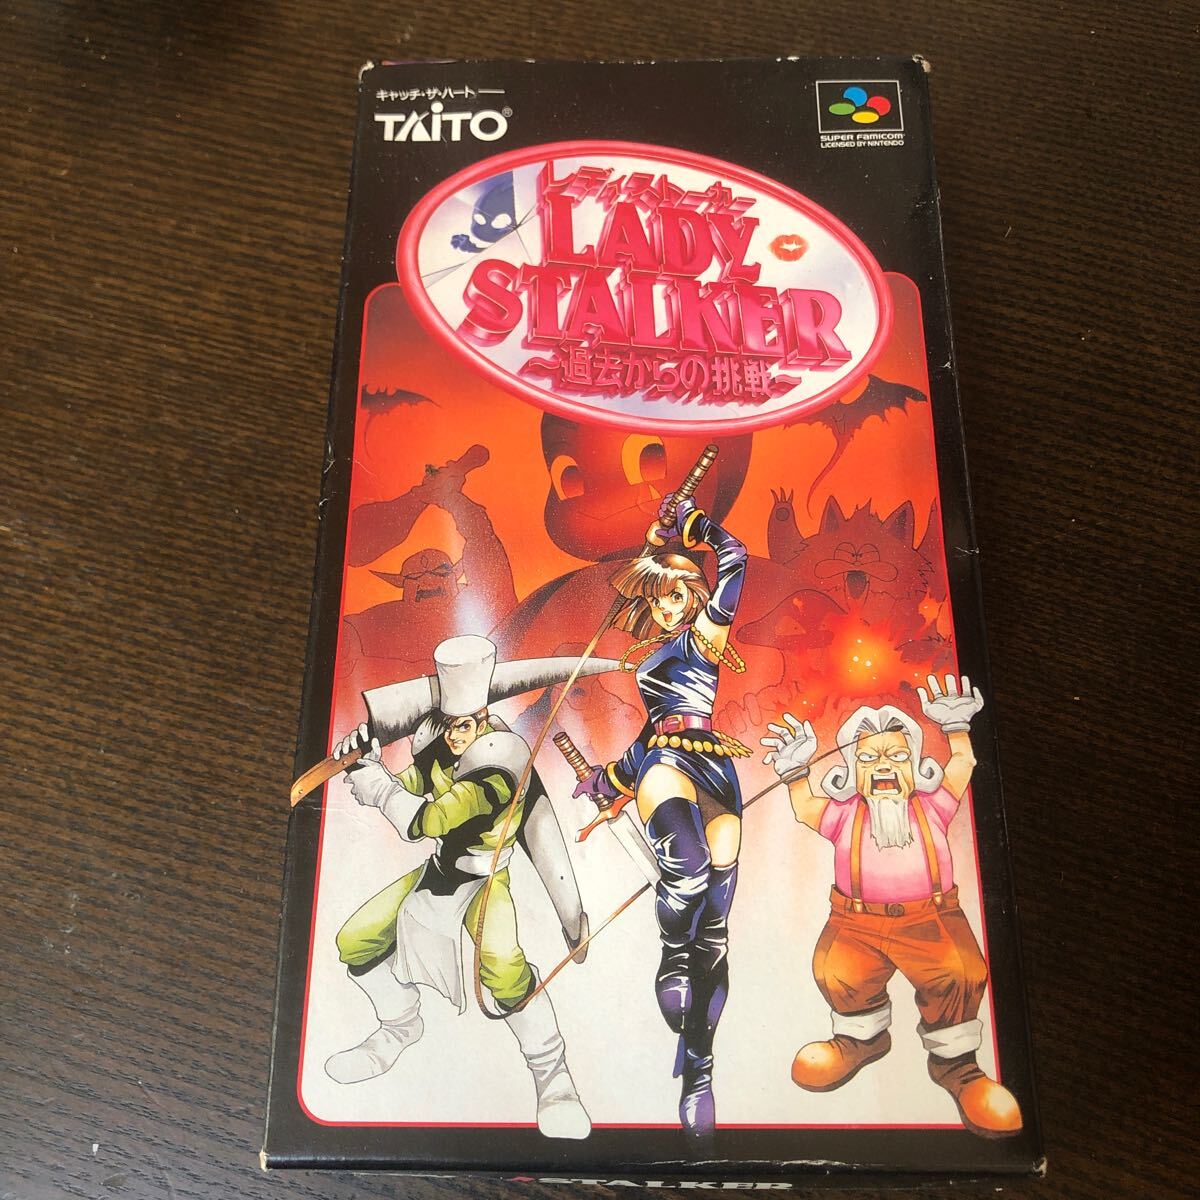 キャッチ・ザ・ハート
TAITO®
SUPER FAMICOM
LICENSED BY NINTENDO
レディストーカー
LADY
STALKER
～過去からの挑戦～
STALKER